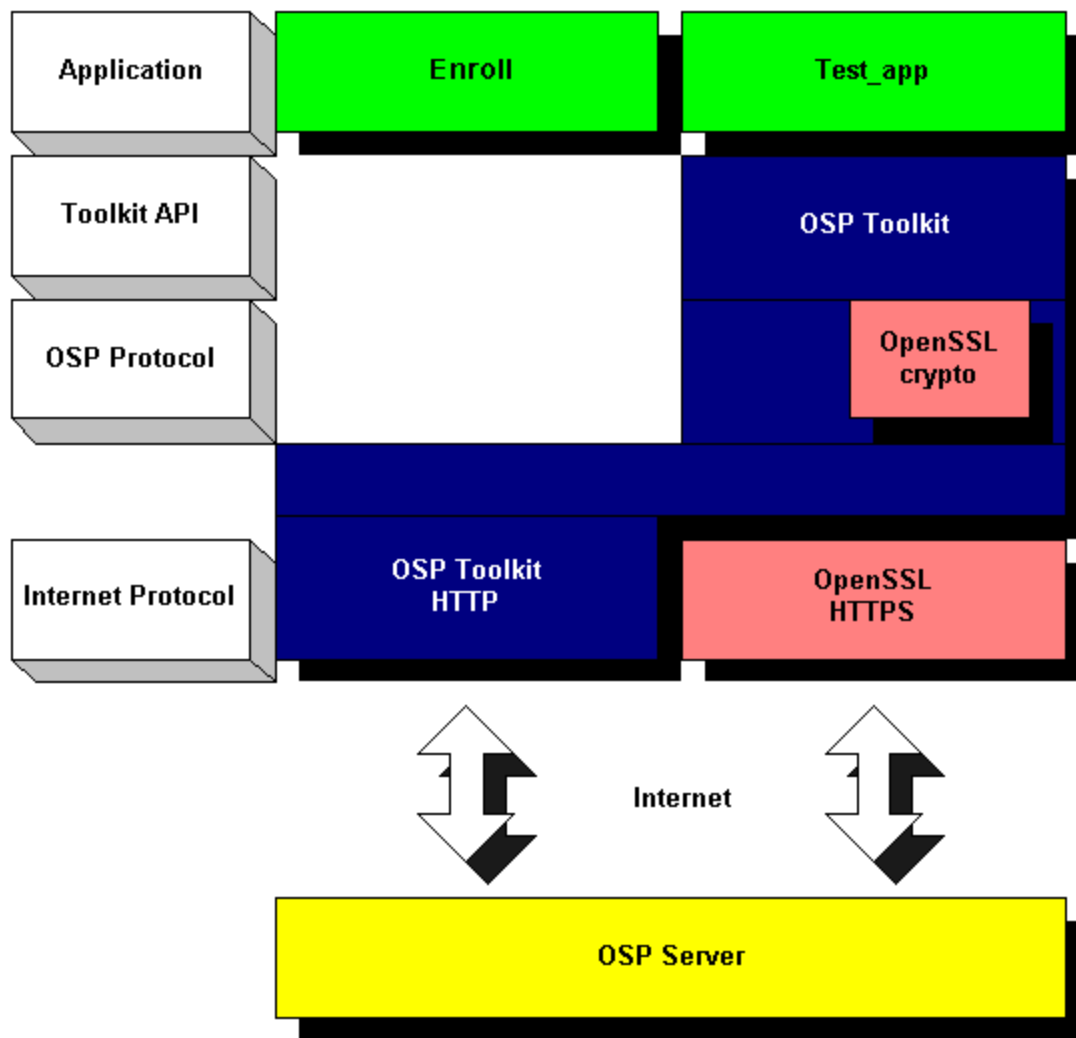 Application
Enroll
Test_app
Toolkit API
OSP Toolkit
OSP Protocol
OpenSSL
crypto
Internet Protocol
OSP Toolkit
HTTP
OpenSSL
HTTPS
Internet
OSP Server